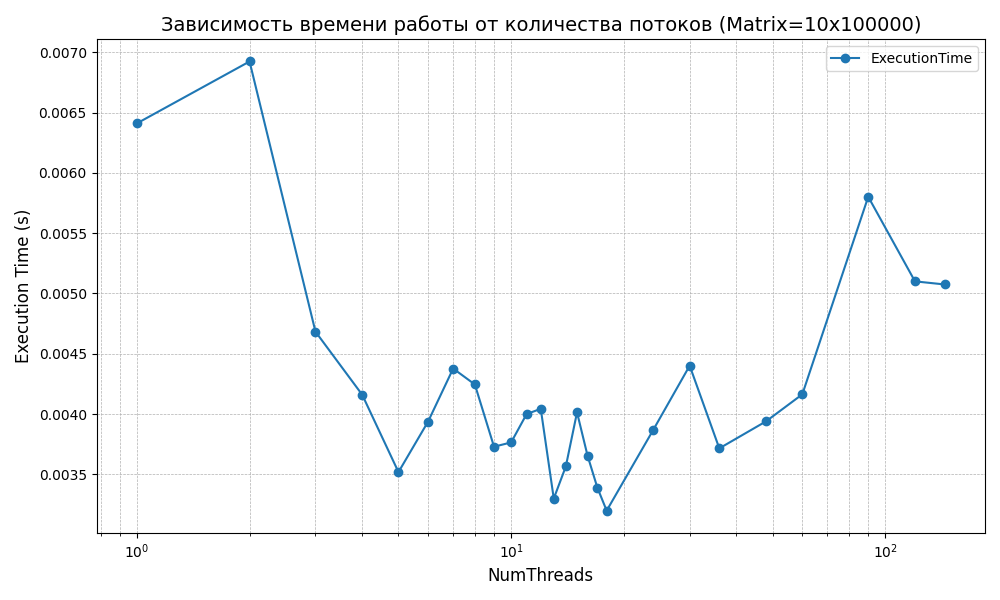 Зависимость времени работы от количества потоков (Matrix=10x100000)
ExecutionTime
Execution Time (s)
0.0070
0.0065
0.0060
0.0055
0.0050
0.0045
0.0040
0.0035
10⁰
10¹
10²
NumThreads